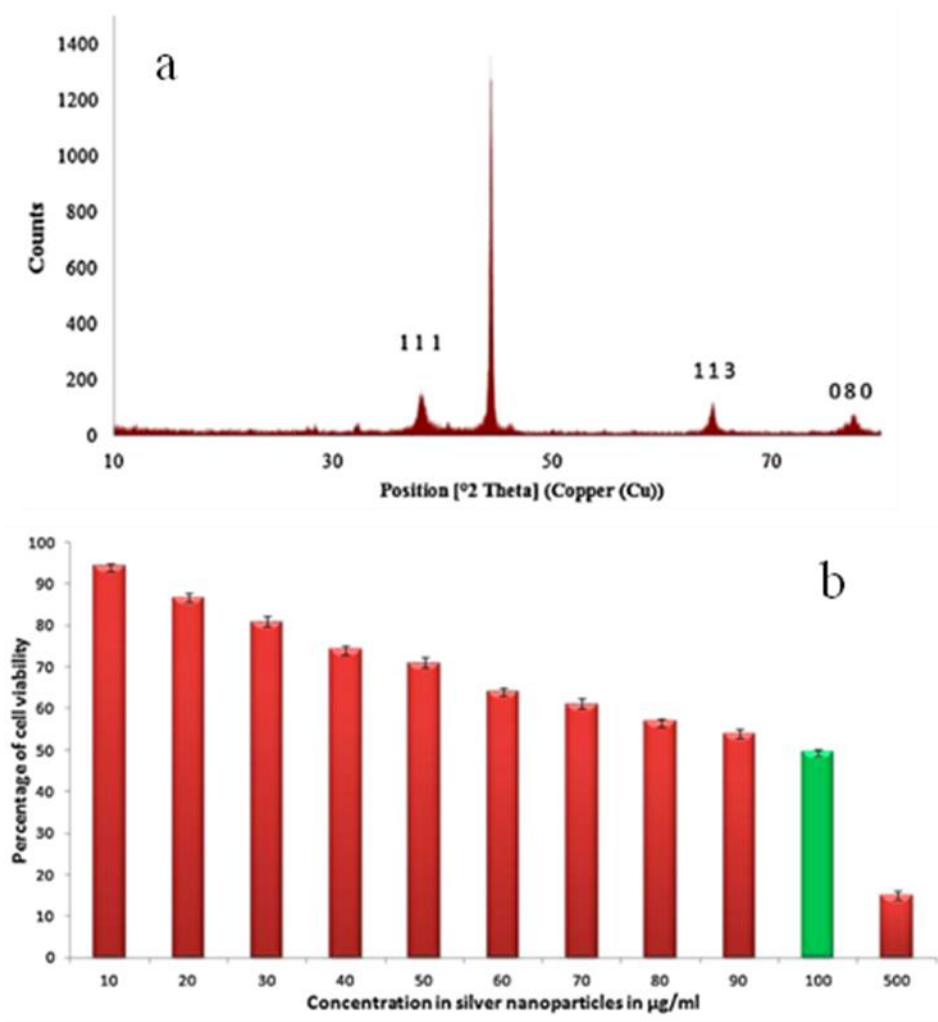 a
1400
1200
1000
800
600
400
200
0
Counts
1 1 1
1 1 3
0 8 0
10 30 50 70
Position [º2 Theta] (Copper (Cu))
b
100
90
80
70
60
50
40
30
20
10
0
Percentage of cell viability
10 20 30 40 50 60 70 80 90 100 500
Concentration in silver nanoparticles in µg/ml